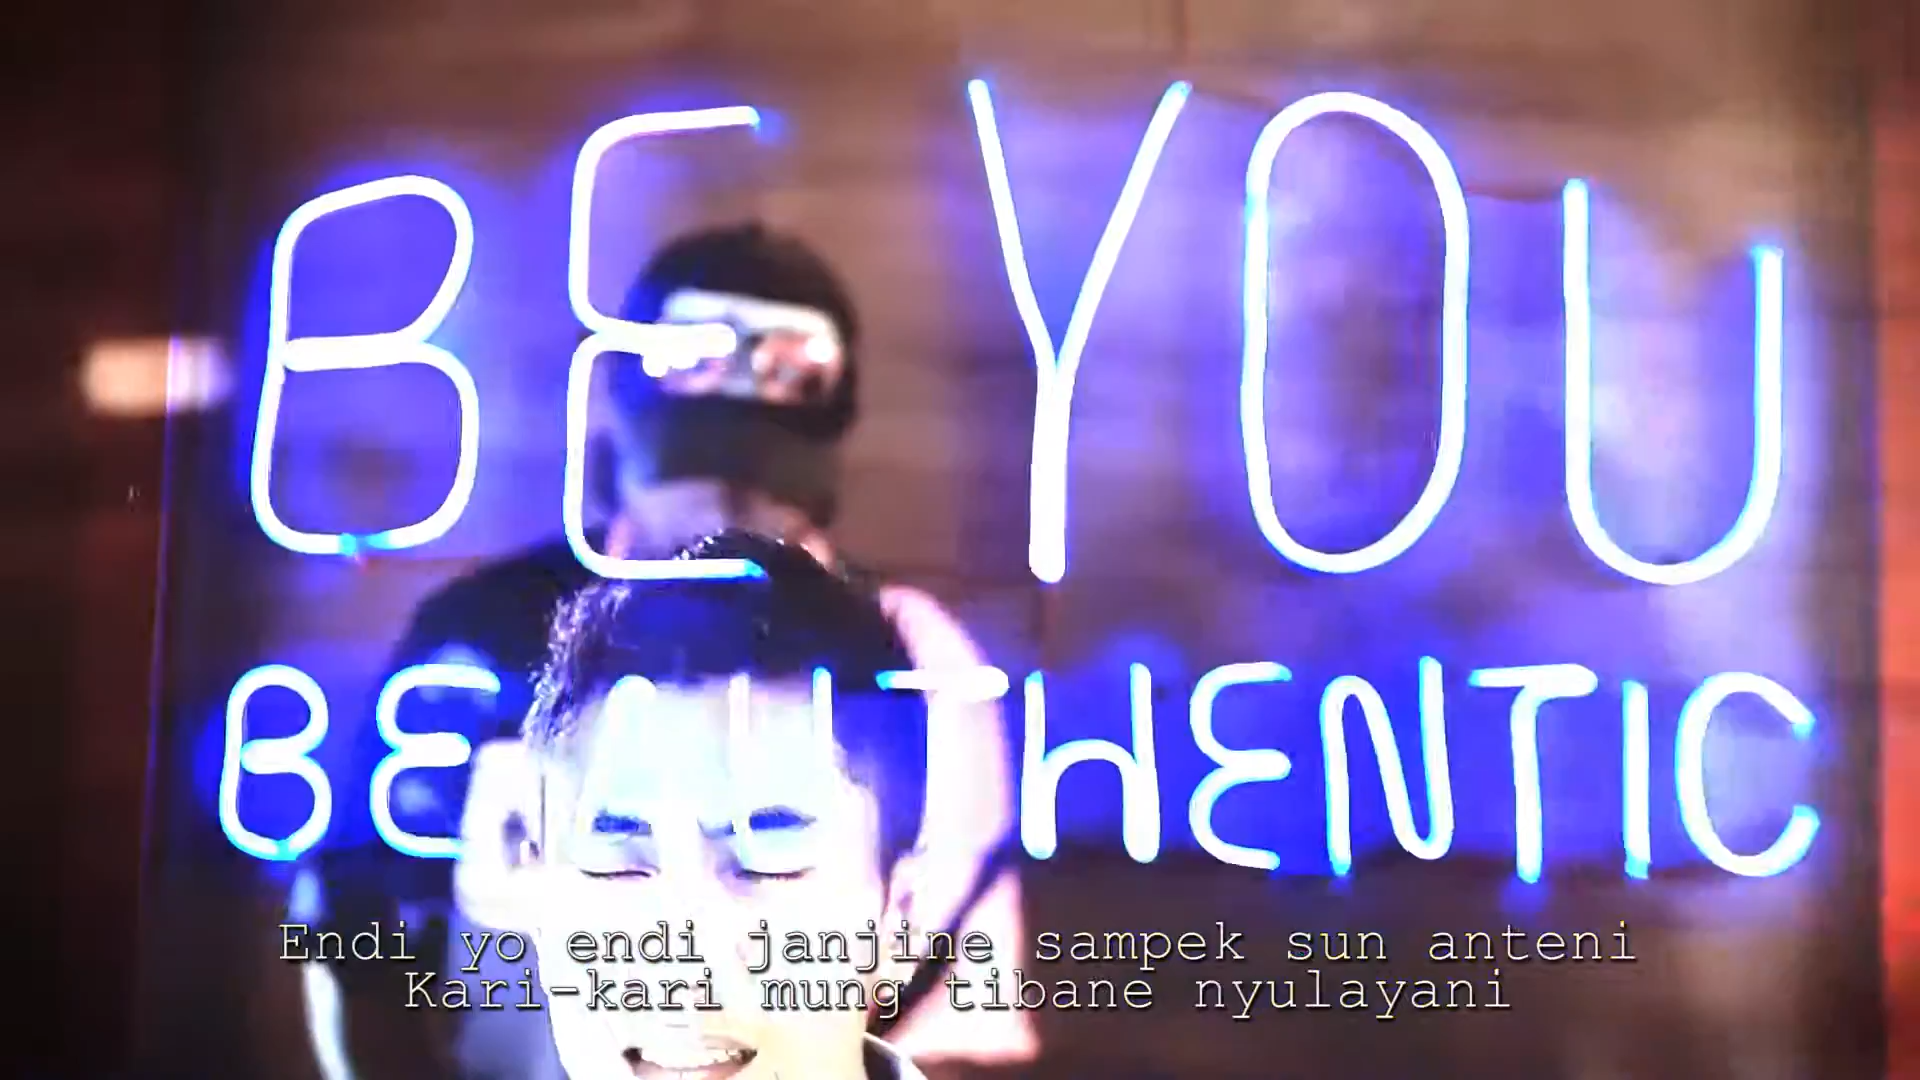 BE YOU
BE AUTHENTIC
Endi yo endi janjine sampek sun anteni
Kari-kari mung tibane nyulayani